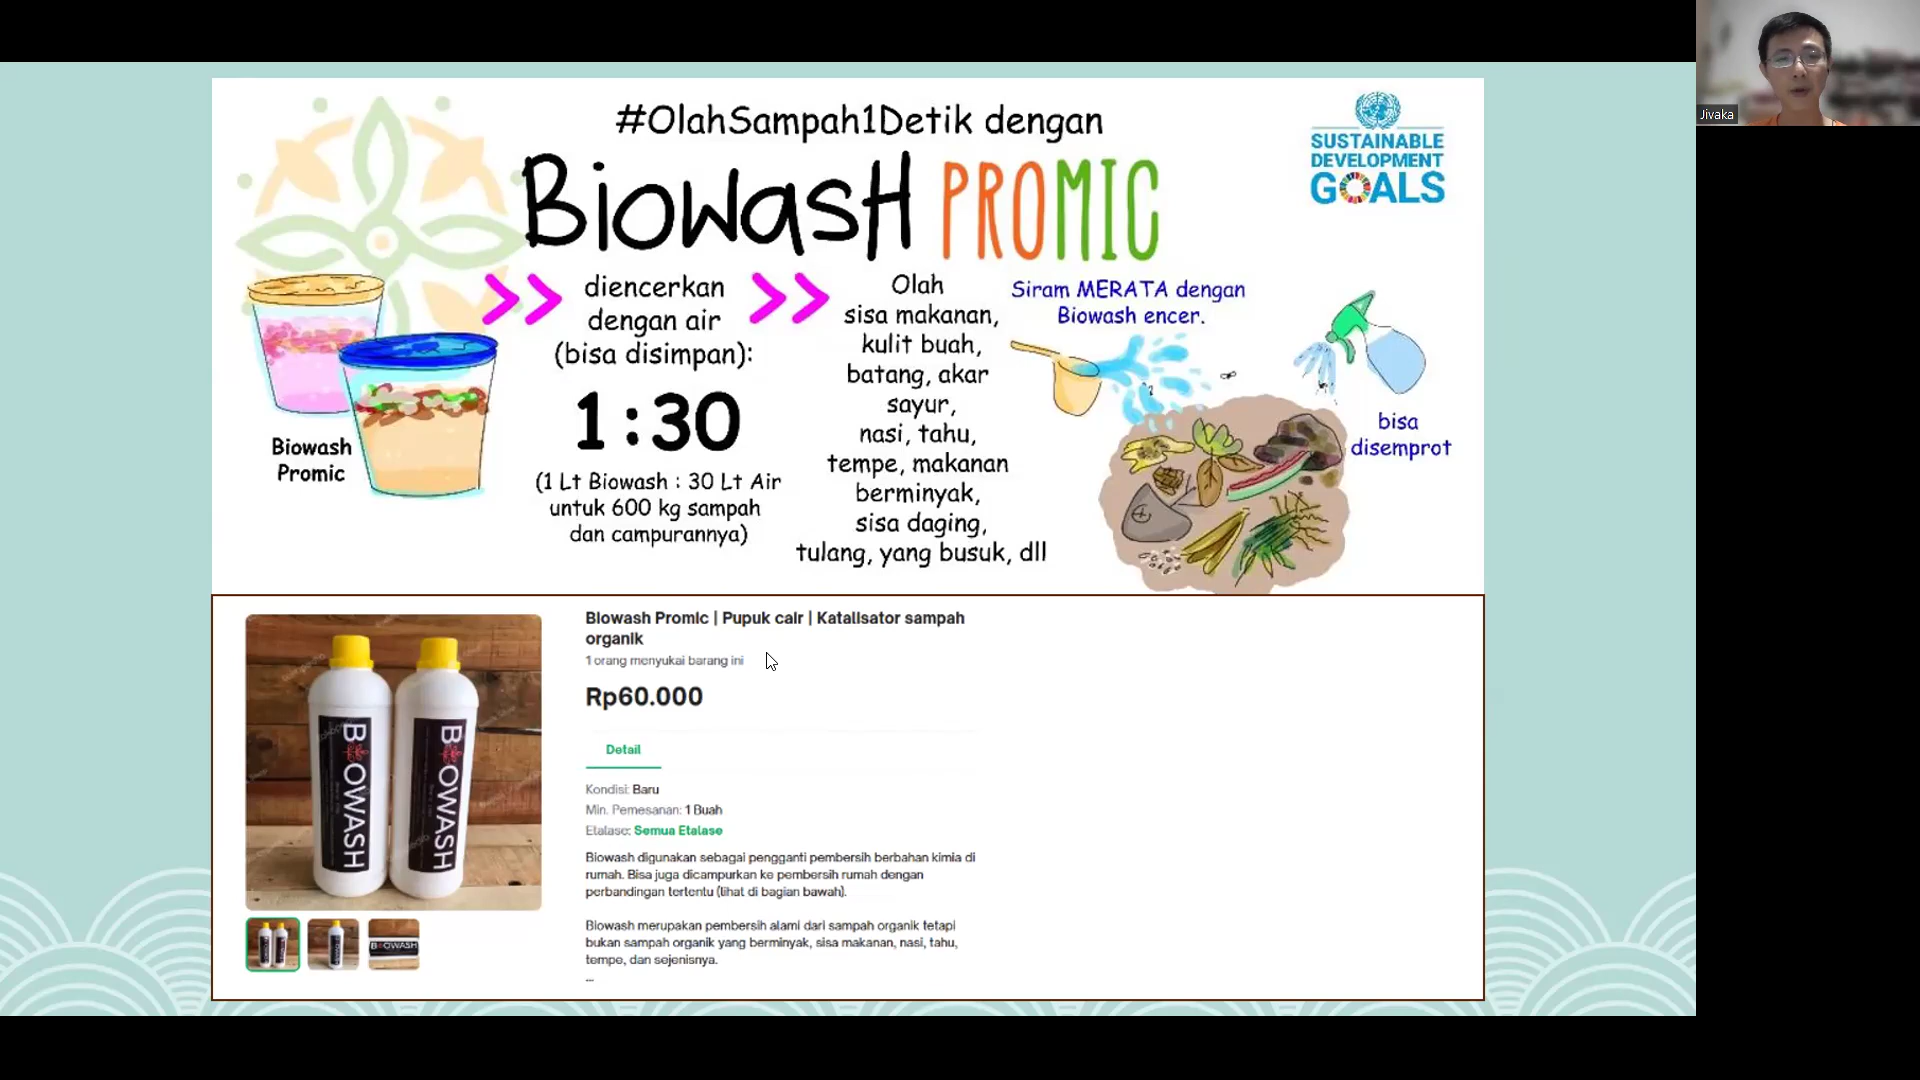 Jivaka
#OlahSampah1Detik dengan
BiowasH PROMIC
SUSTAINABLE
DEVELOPMENT
GOALS
diencerkan
dengan air
(bisa disimpan):
1:30
(1 Lt Biowash : 30 Lt Air
untuk 600 kg sampah
dan campurannya)
Biowash
Promic
Olah
sisa makanan,
kulit buah,
batang, akar
sayur,
nasi, tahu,
tempe, makanan
berminyak,
sisa daging,
tulang, yang busuk, dll
Siram MERATA dengan
Biowash encer.
bisa
disemprot
BIOWASH
BIOWASH
Biowash Promic | Pupuk cair | Katalisator sampah
organik
1 orang menyukai barang ini
Rp60.000
Detail
Kondisi: Baru
Min. Pemesanan: 1 Buah
Etalase: Semua Etalase
Biowash digunakan sebagai pengganti pembersih berbahan kimia di
rumah. Bisa juga dicampurkan ke pembersih rumah dengan
perbandingan tertentu (lihat di bagian bawah).
Biowash merupakan pembersih alami dari sampah organik tetapi
bukan sampah organik yang berminyak, sisa makanan, nasi, tahu,
tempe, dan sejenisnya.
...
BIOWASH